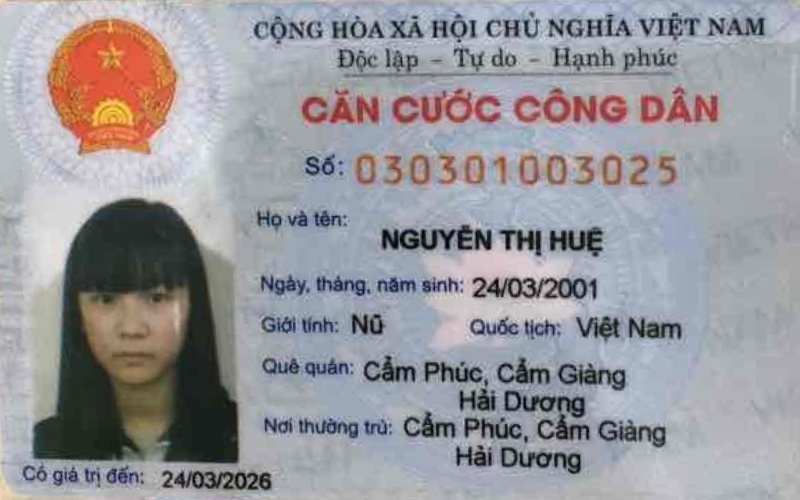 CỘNG HÒA XÃ HỘI CHỦ NGHĨA VIỆT NAM
Độc lập - Tự do - Hạnh phúc
CĂN CƯỚC CÔNG DÂN
Số: 030301003025
Họ và tên:
NGUYỄN THỊ HUỆ
Ngày, tháng, năm sinh: 24/03/2001
Giới tính: Nữ Quốc tịch: Việt Nam
Quê quán: Cẩm Phúc, Cẩm Giàng
Hải Dương
Nơi thường trú: Cẩm Phúc, Cẩm Giàng
Hải Dương
Có giá trị đến: 24/03/2026